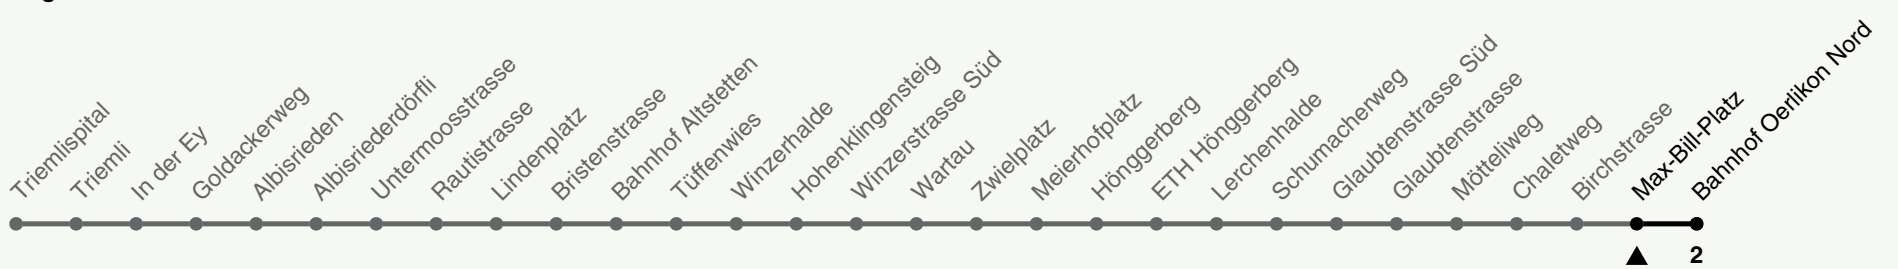 Triemlispital
Triemli
In der Ey
Goldackerweg
Albisrieden
Albisriederdörfli
Untermoosstrasse
Rautistrasse
Lindenplatz
Bristenstrasse
Bahnhof Altstetten
Tüffenwies
Winzerhalde
Hohenklingensteig
Winzerstrasse Süd
Wartau
Zwielplatz
Meierhofplatz
Hönggerberg
ETH Hönggerberg
Lerchenhalde
Schumacherweg
Glaubtenstrasse Süd
Glaubtenstrasse
Mötteliweg
Chaletweg
Birchstrasse
Max-Bill-Platz
Bahnhof Oerlikon Nord
2